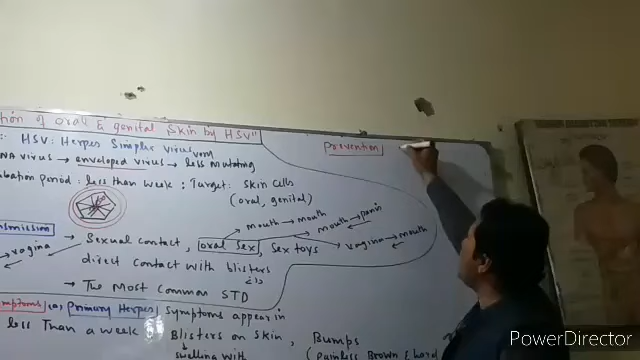 tion of oral & genital Skin by HSV"
HSV: Herpes Simplex Virus
NA virus → enveloped virus → less mutating
Prevention
bation period: less than week; Target: Skin cells
(oral, genital)
nsmission
mouth → mouth
mouth → panis
vagina → Sexual contact, oral sex, sex toys vagina → mouth
direct contact with blisters
→ The most Common STD
mptoms (a) Primary Herpes symptoms appear in
less Than a week Blisters on skin, Bumps
swelling with (Painless Brown & hard
PowerDirector